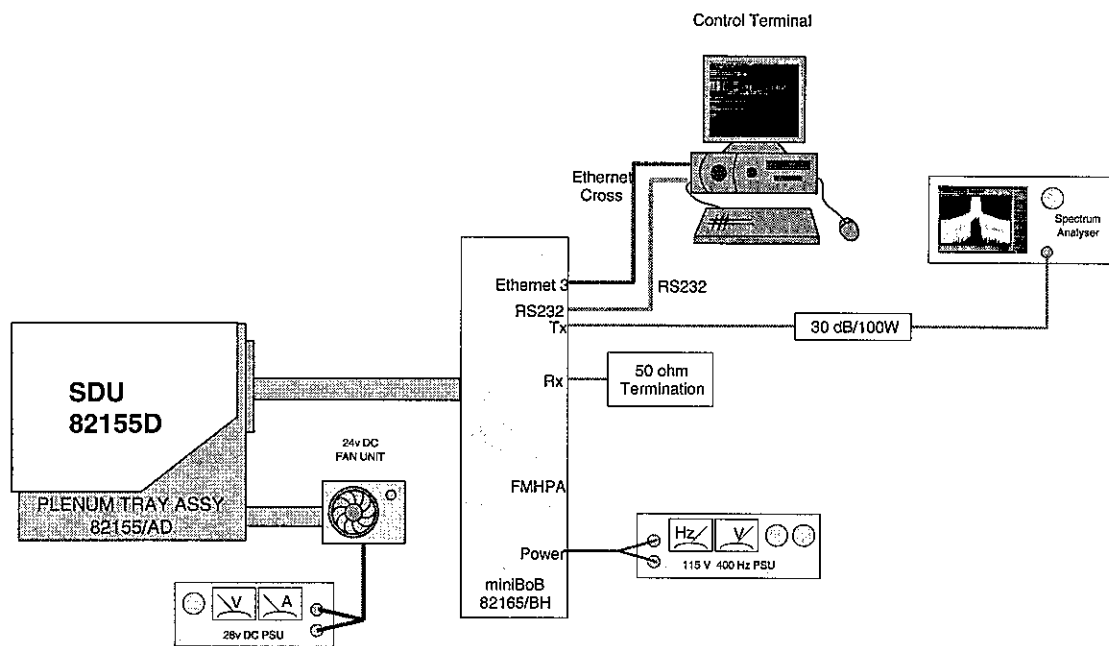 Control Terminal
Ethernet
Cross
Spectrum
Analyser
Ethernet 3
RS232
RS232
Tx
30 dB/100W
SDU
82155D
Rx
50 ohm
Termination
24v DC
FAN UNIT
PLENUM TRAY ASSY
82155/AD
FMHPA
Hz
V
115 V 400 Hz PSU
Power
miniBoB
82165/BH
V
A
28v DC PSU